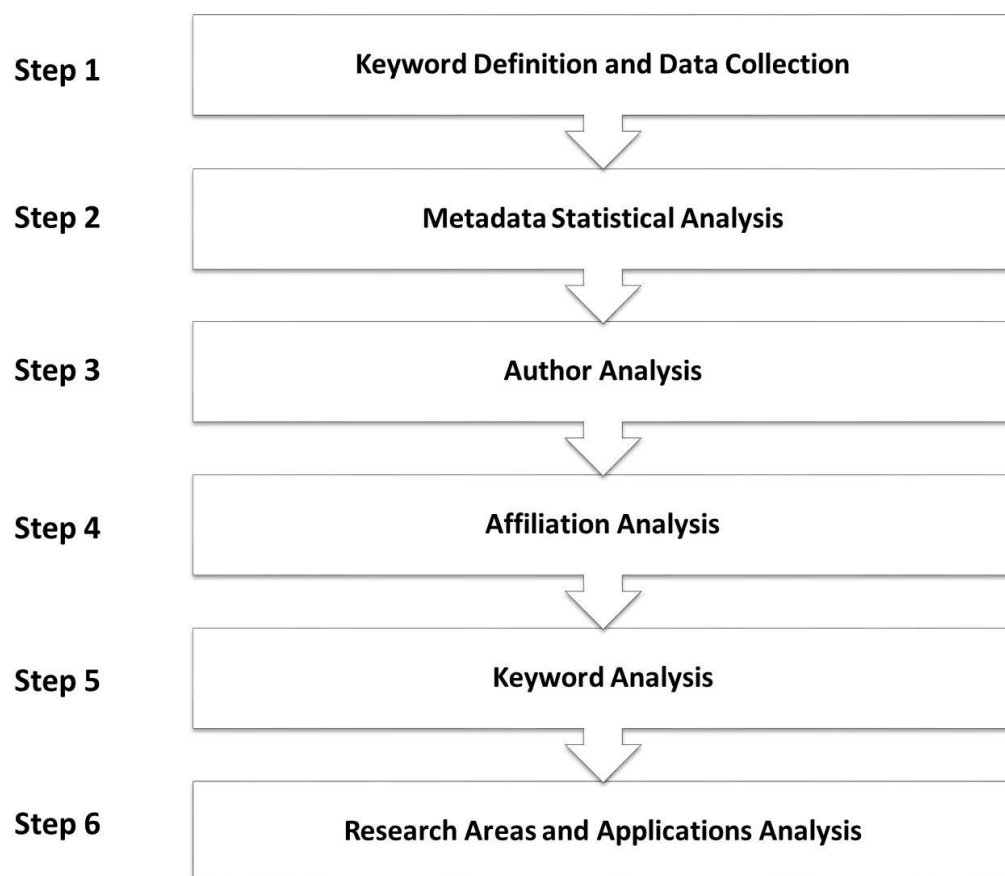 Step 1
Keyword Definition and Data Collection
Step 2
Metadata Statistical Analysis
Step 3
Author Analysis
Step 4
Affiliation Analysis
Step 5
Keyword Analysis
Step 6
Research Areas and Applications Analysis